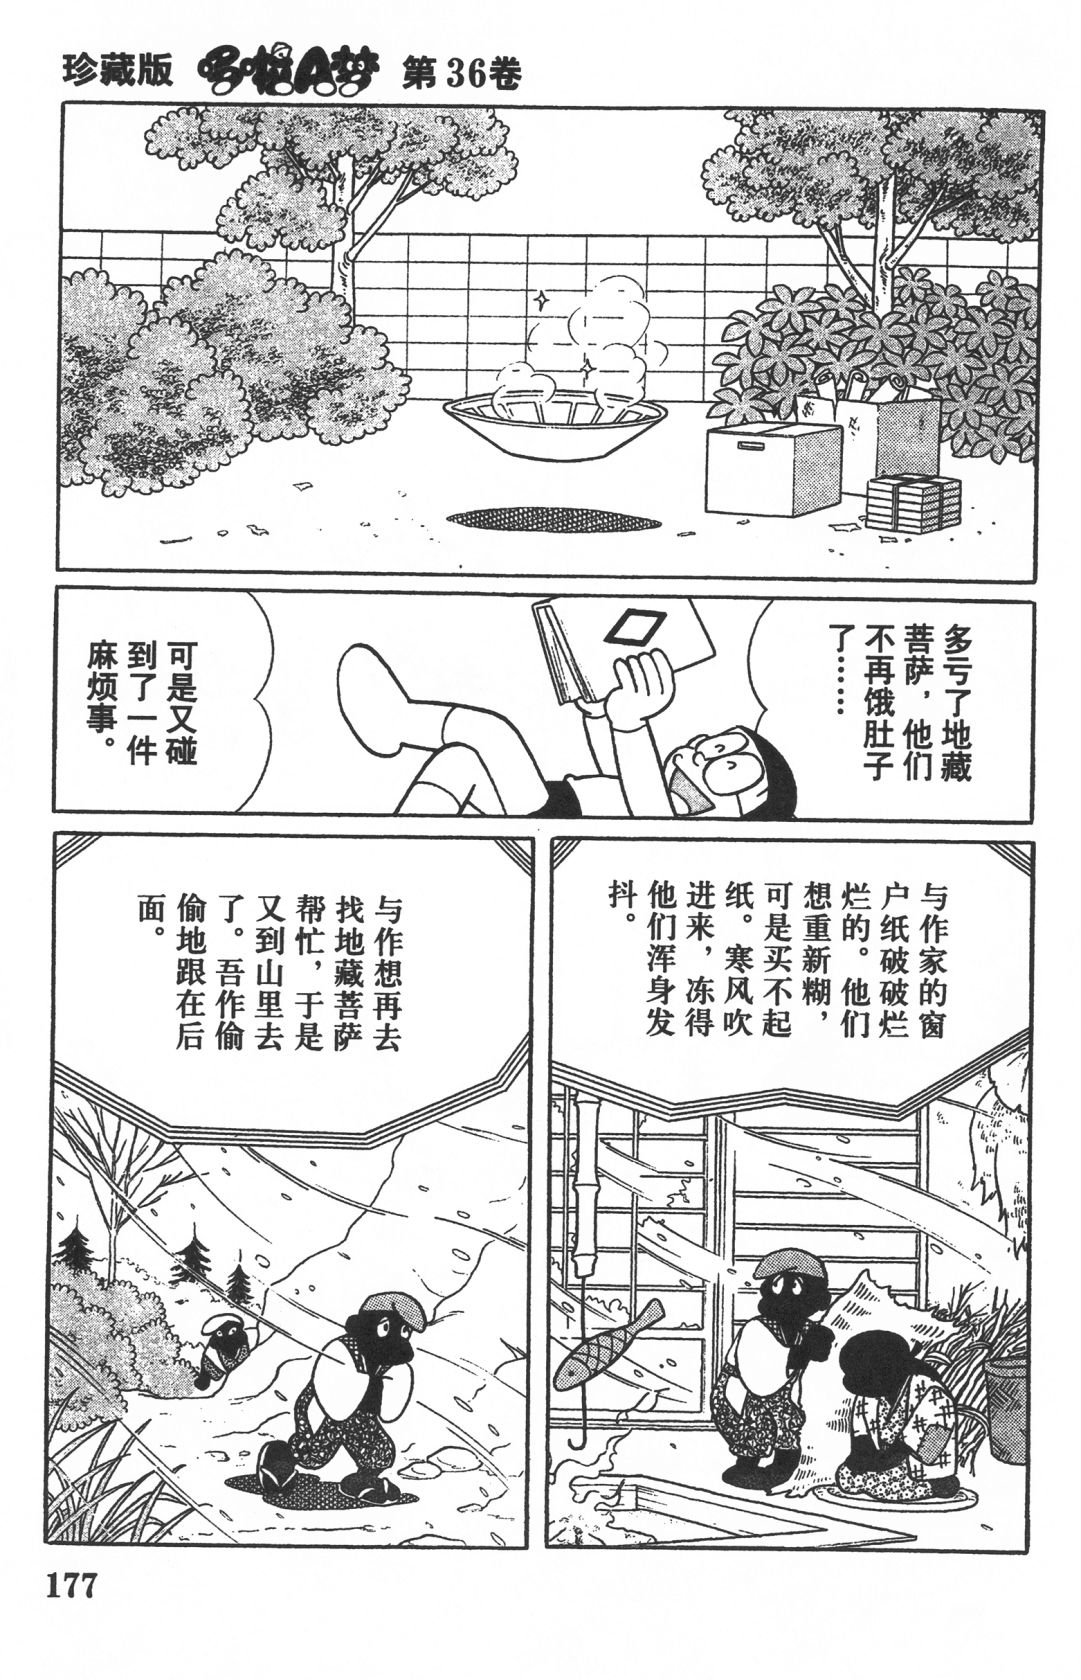 珍藏版 哆啦A梦 第36卷
多亏了地藏
菩萨，他们
不再饿肚子
了……
可是又碰
到了一件
麻烦事。
与作家的窗
户纸破破烂
烂的。他们
想重新糊，
可是买不起
纸。寒风吹
进来，冻得
他们浑身发
抖。
与作想再去
找地藏菩萨
帮忙，于是
又到山里去
了。吾作偷
偷地跟在后
面。
177